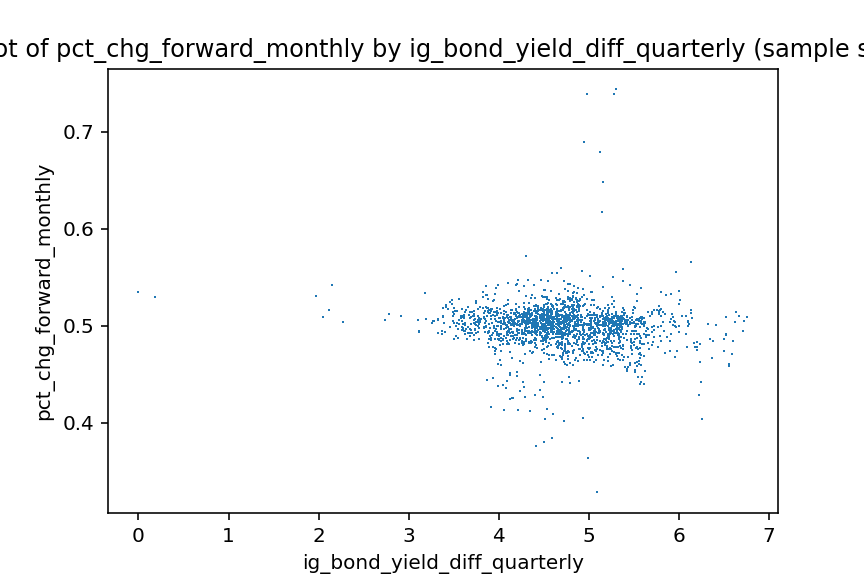 of pct_chg_forward_monthly by ig_bond_yield_diff_quarterly (sample
pct_chg_forward_monthly
0.7
0.6
0.5
0.4
0 1 2 3 4 5 6 7
ig_bond_yield_diff_quarterly